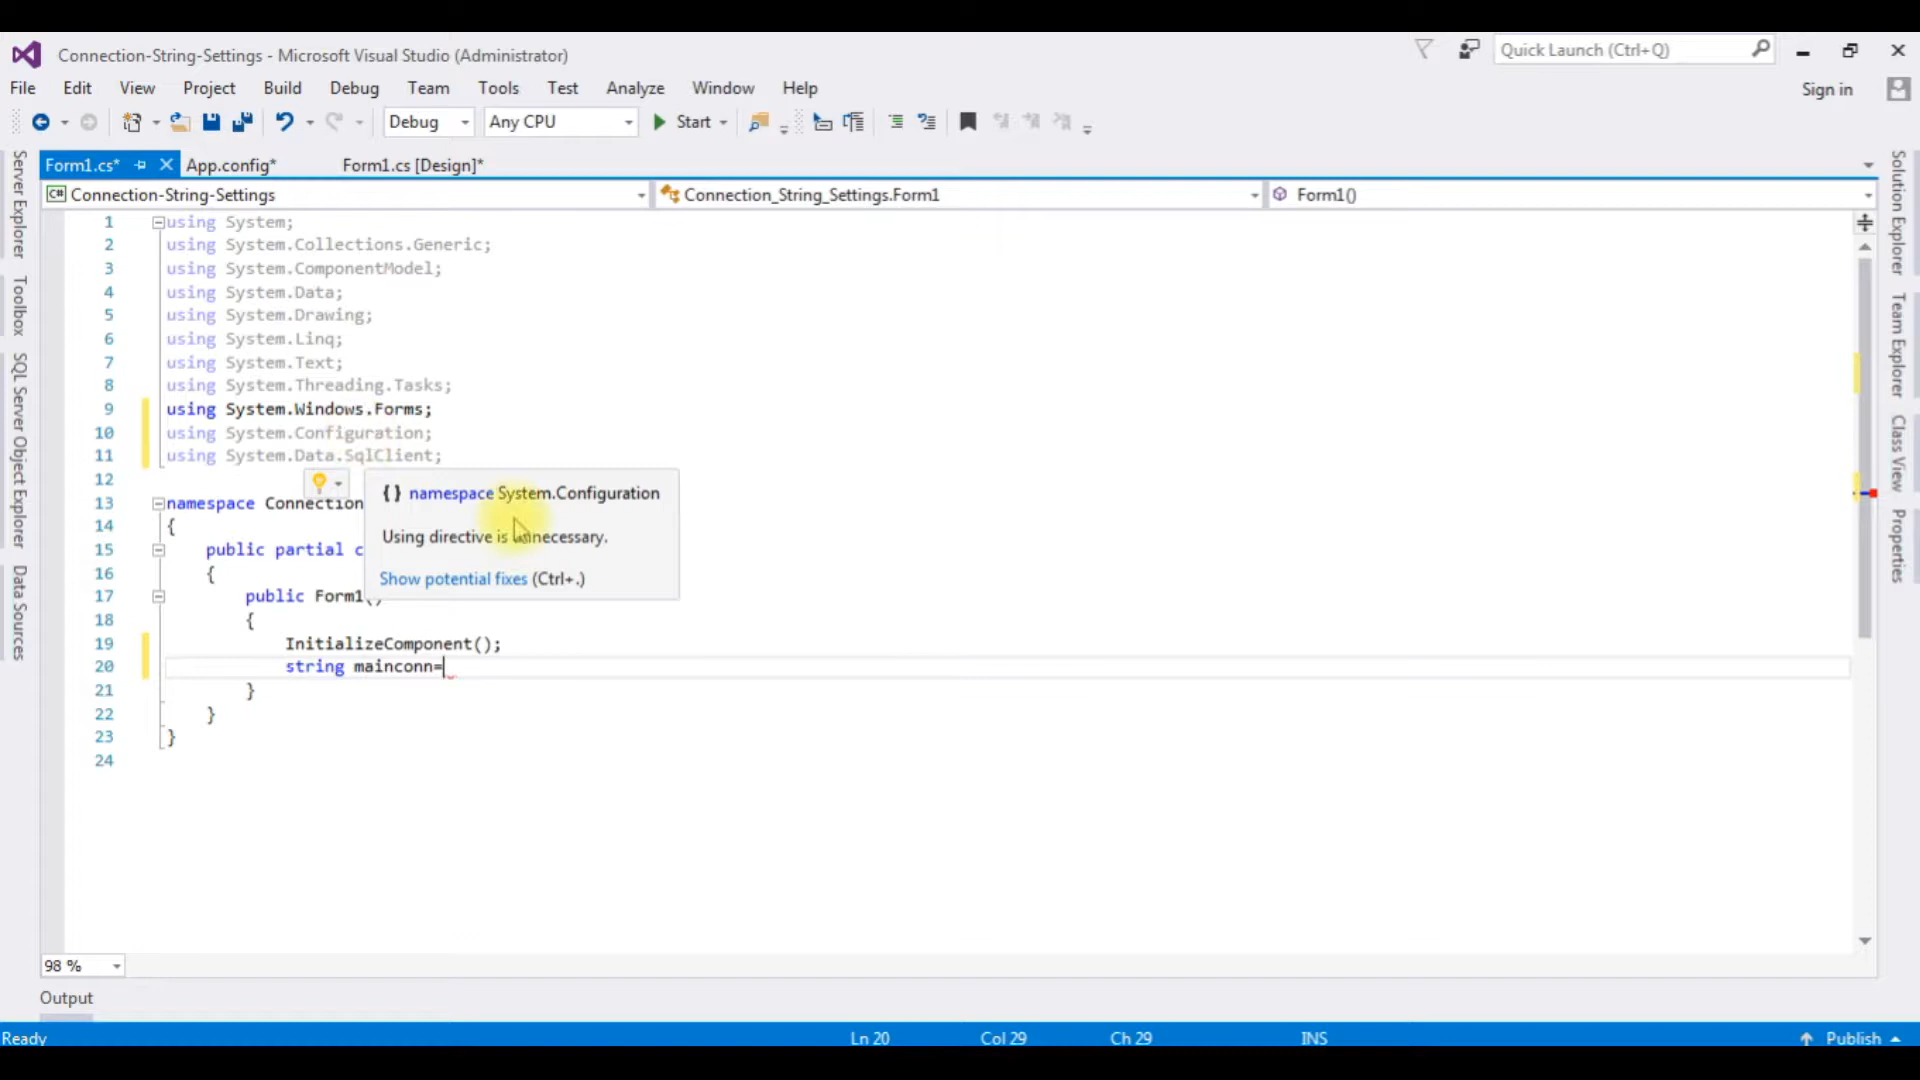 Connection-String-Settings - Microsoft Visual Studio (Administrator)
Quick Launch (Ctrl+Q)
File Edit View Project Build Debug Team Tools Test Analyze Window Help
Sign in
Debug Any CPU Start
Form1.cs* App.config* Form1.cs [Design]*
C# Connection-String-Settings Connection_String_Settings.Form1 Form1()
1 using System;
2 using System.Collections.Generic;
3 using System.ComponentModel;
4 using System.Data;
5 using System.Drawing;
6 using System.Linq;
7 using System.Text;
8 using System.Threading.Tasks;
9 using System.Windows.Forms;
10 using System.Configuration;
11 using System.Data.SqlClient;
12
{} namespace System.Configuration
13 namespace Connection
14 {
Using directive is unnecessary.
15 public partial c
16 {
Show potential fixes (Ctrl+.)
17 public Form1()
18 {
19 InitializeComponent();
20 string mainconn=
21 }
22 }
23 }
24
98 %
Output
Ready Ln 20 Col 29 Ch 29 INS Publish
Server Explorer
Toolbox
SQL Server Object Explorer
Data Sources
Solution Explorer
Team Explorer
Class View
Properties